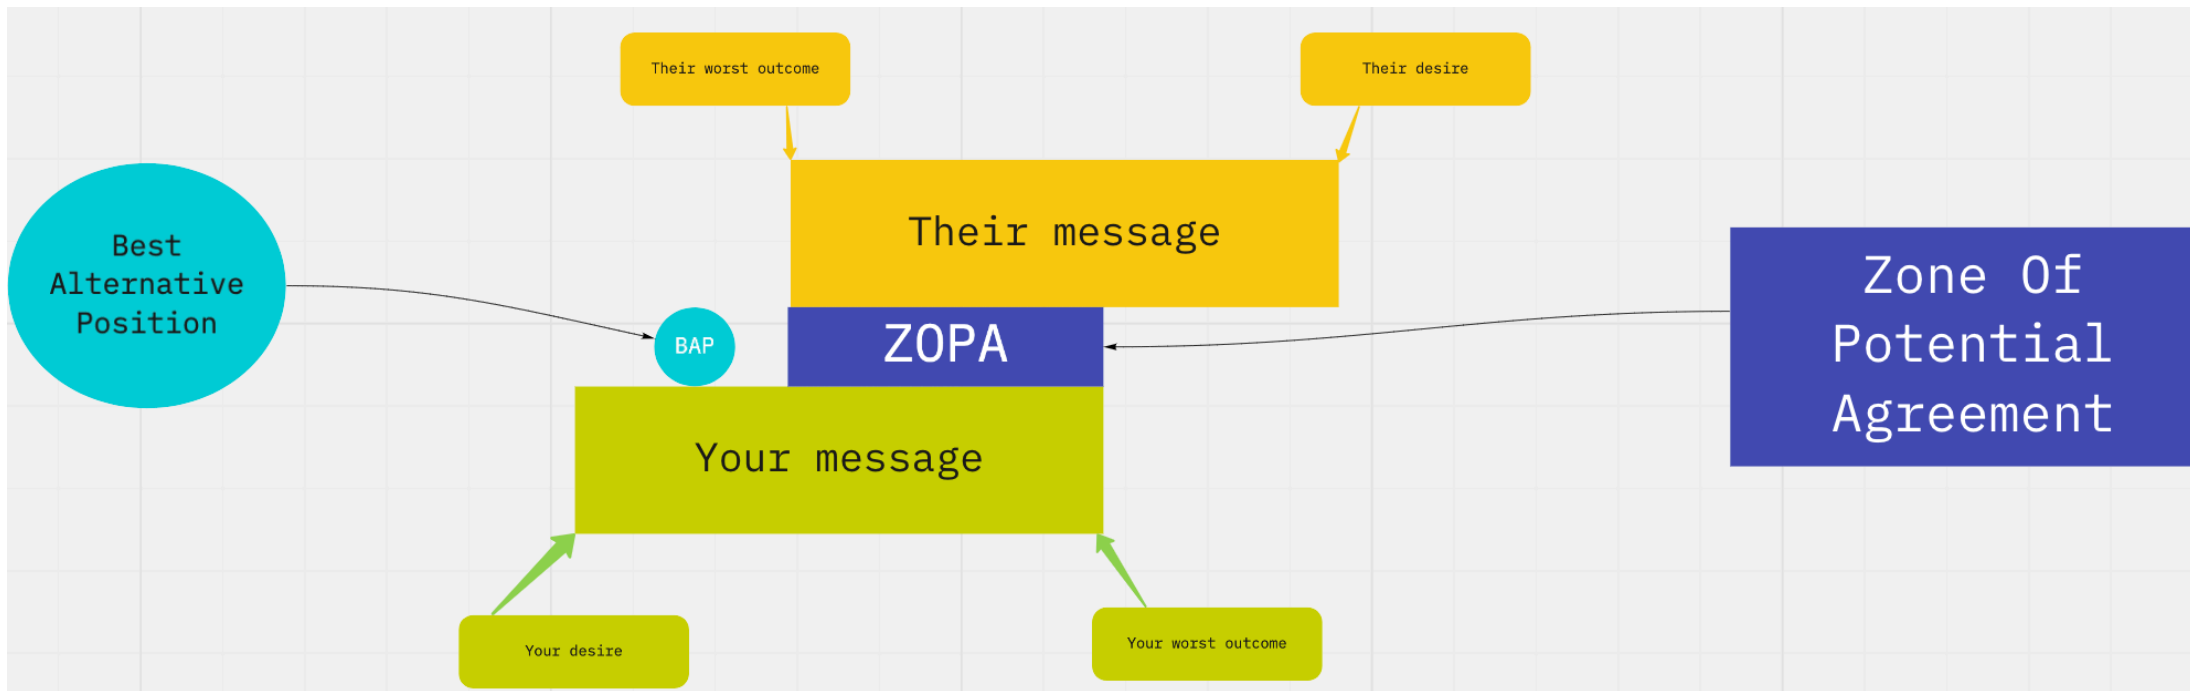 Their worst outcome
Their desire
Their message
Best
Alternative
Position
BAP
ZOPA
Zone Of
Potential
Agreement
Your message
Your desire
Your worst outcome